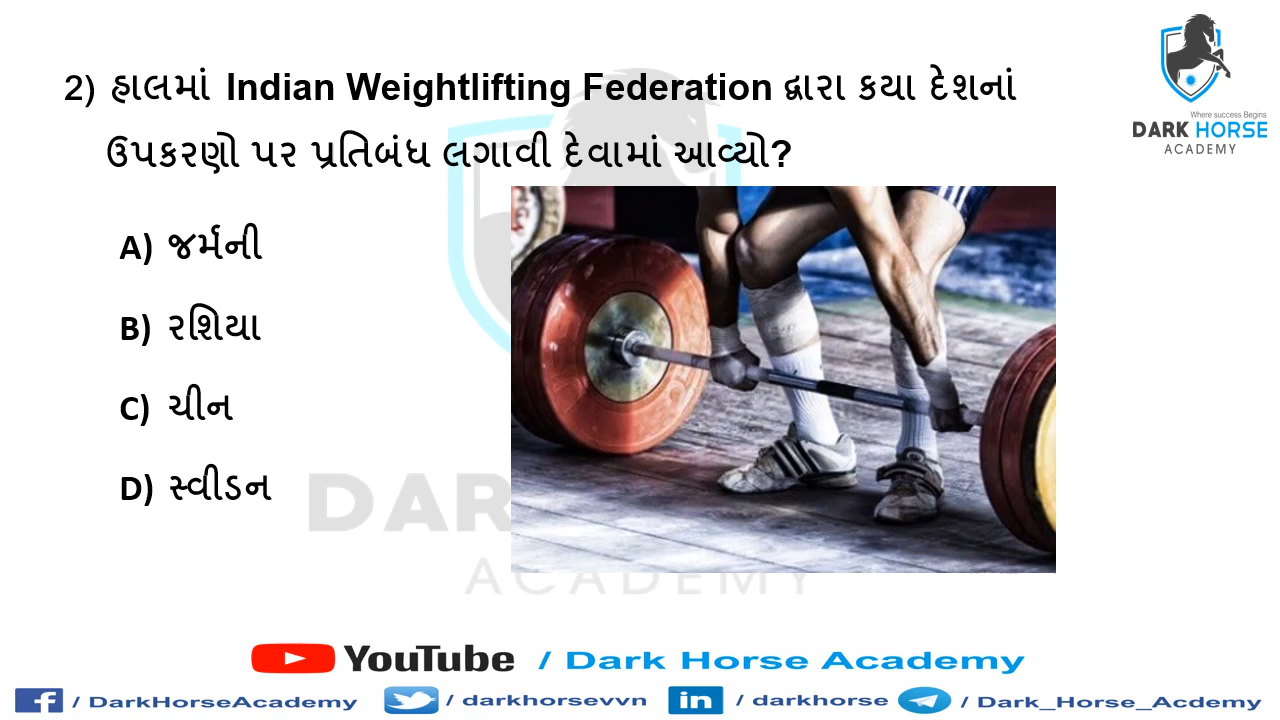 Where success Begins
DARK HORSE
ACADEMY
2) હાલમાં Indian Weightlifting Federation દ્વારા કયા દેશનાં
ઉપકરણો પર પ્રતિબંધ લગાવી દેવામાં આવ્યો?
A) જર્મની
B) રશિયા
C) ચીન
D) સ્વીડન
DAR
ACADEMY
YouTube / Dark Horse Academy
/ DarkHorseAcademy / darkhorsevvn in / darkhorse / Dark_Horse_Acdemy